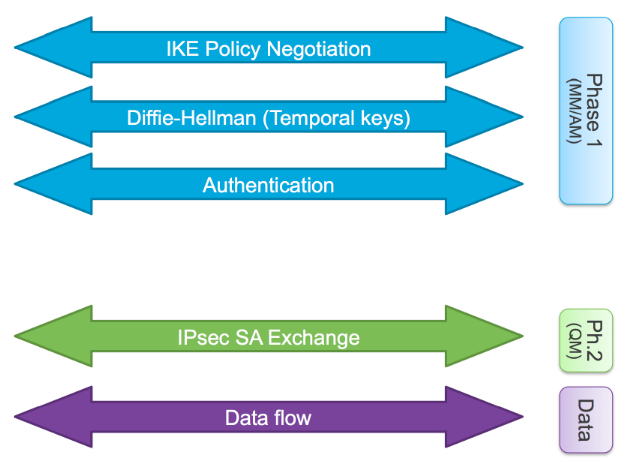 IKE Policy Negotiation
Diffie-Hellman (Temporal keys)
Authentication
Phase 1
(MM/AM)
IPsec SA Exchange
Ph.2
(QM)
Data flow
Data